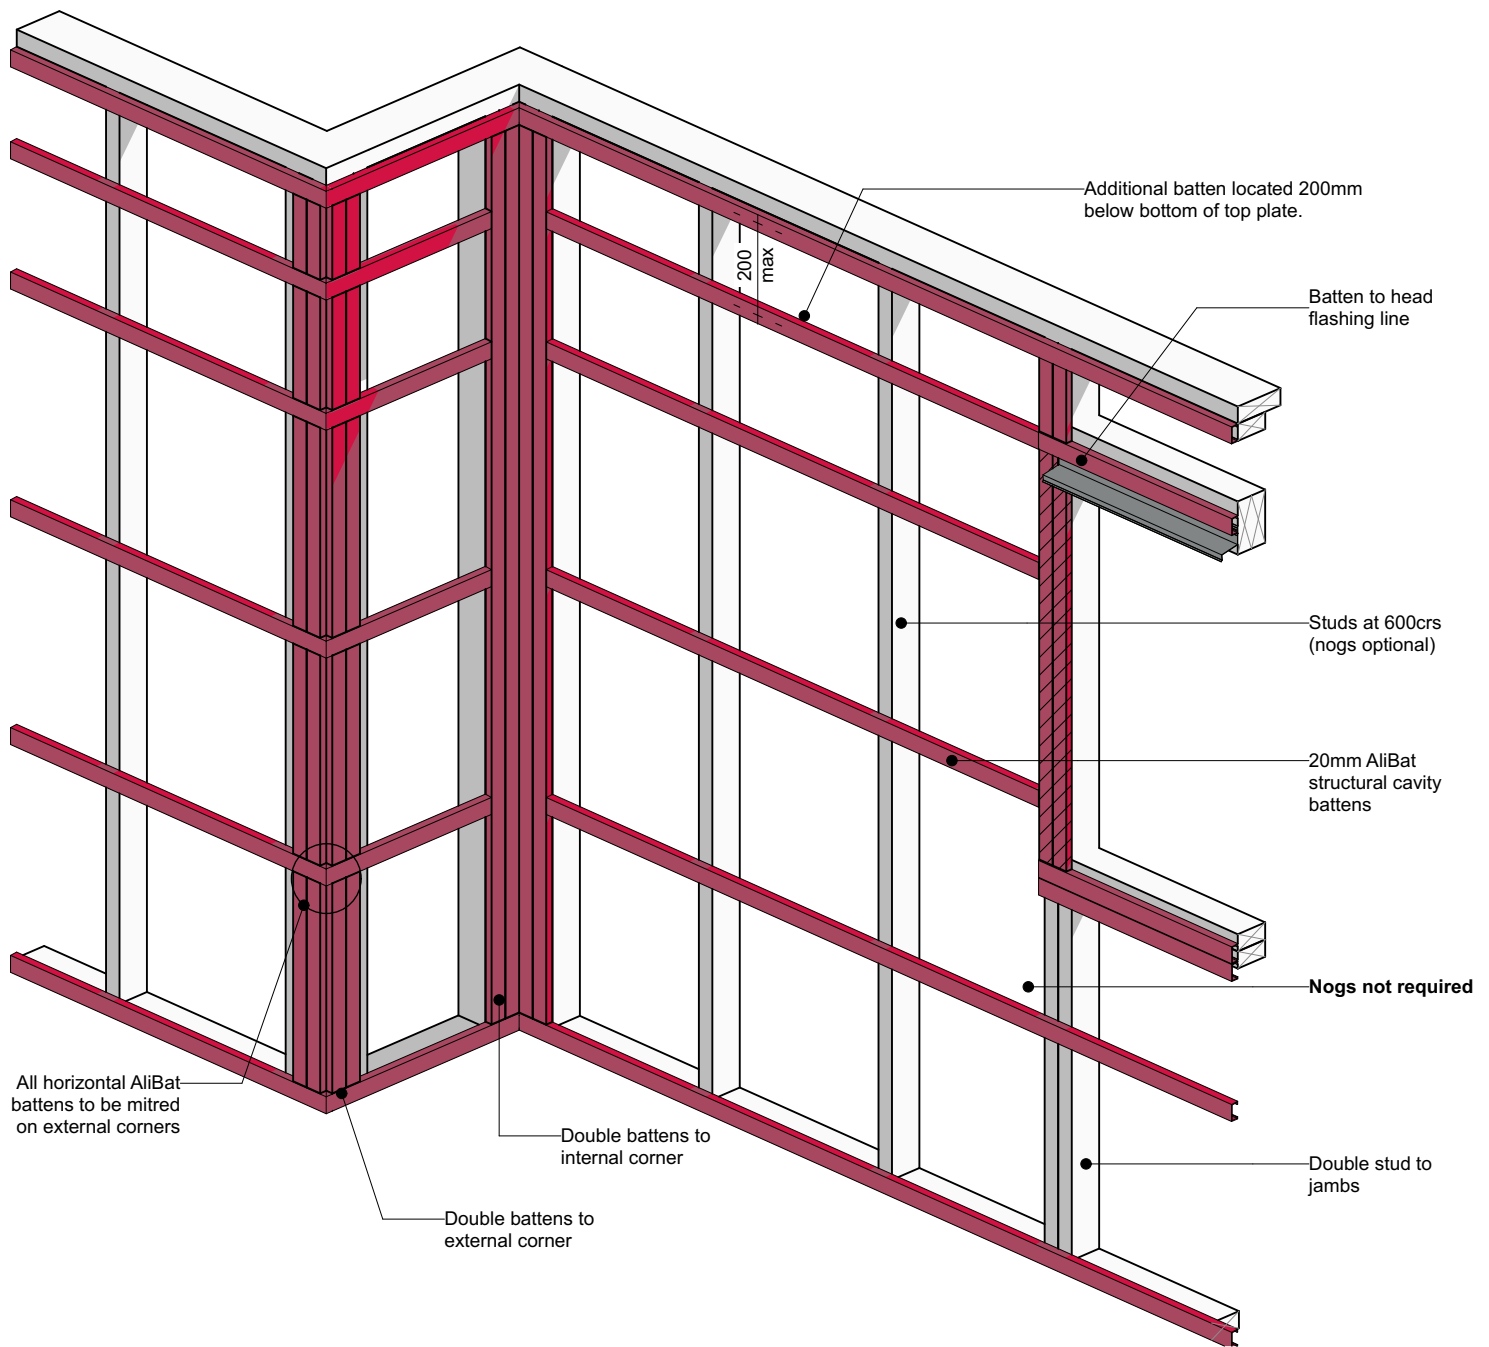 Additional batten located 200mm
below bottom of top plate.
200
max
Batten to head
flashing line
Studs at 600crs
(nogs optional)
20mm AliBat
structural cavity
battens
Nogs not required
All horizontal AliBat
battens to be mitred
on external corners
Double battens to
internal corner
Double stud to
jambs
Double battens to
external corner